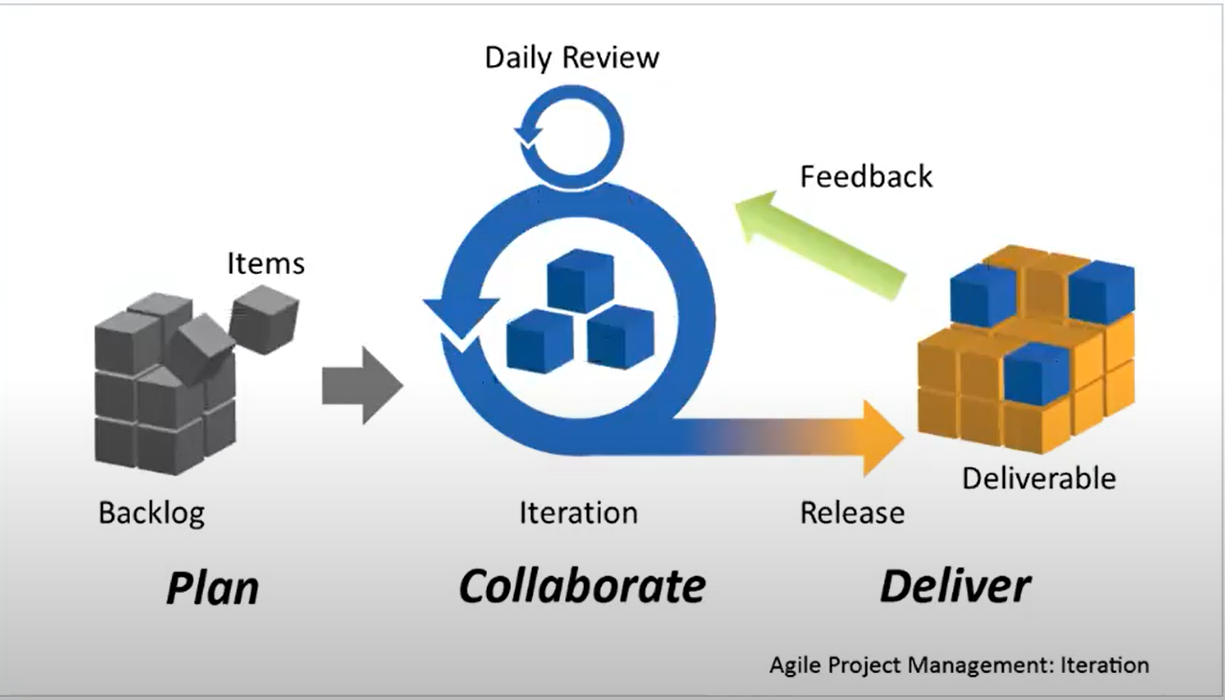 Daily Review
Feedback
Items
Deliverable
Backlog
Iteration
Release
Plan
Collaborate
Deliver
Agile Project Management: Iteration